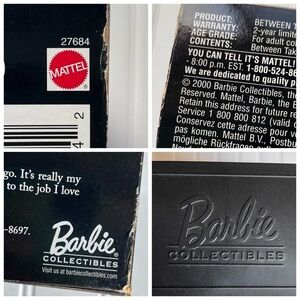 27684
MATTEL
4 2
PRODUCT: BETWEEN T
WARRANTY: 2-year limite
AGE GRADE: For adult co
CONTENTS: Between Tak
YOU CAN TELL IT'S MATTEL!
- 8:00 p.m. EST! 1-800-524-8
We are dedicated to quality p
© 2000 Barbie Collectibles, the
Reserved. Mattel, Barbie, the B
Retain this adds for future re
Service 1 800 800 812 (valid o
Conservez cette adresse pour v
pas komen. Mattel B.V., Postbu
mögliche Rückfragen aufbe
go. It's really my
to the job I love
-8697.
Barbie
COLLECTIBLES
Visit us at barbiecollectibles.com
Barbie
COLLECTIBLES